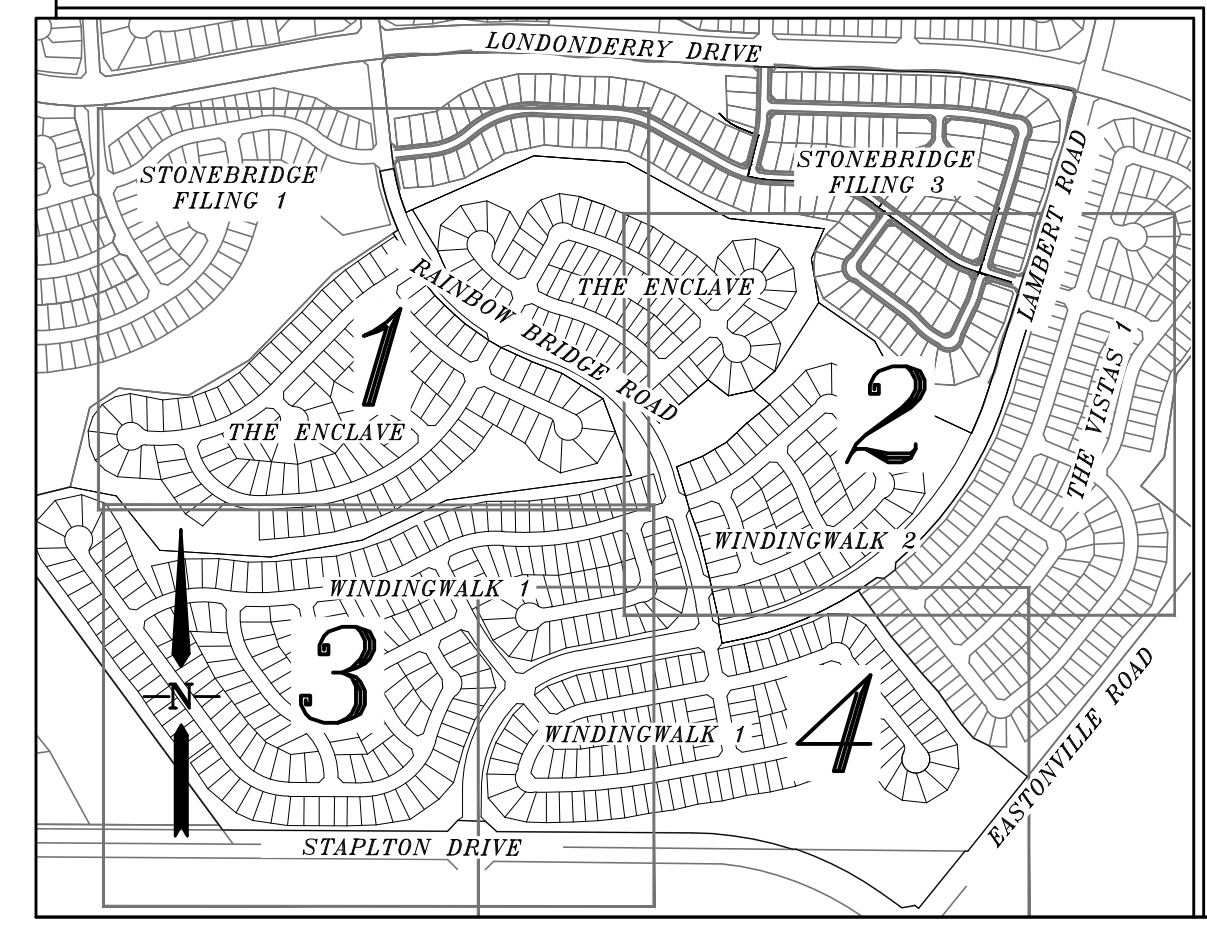 LONDONDERRY DRIVE
STONEBRIDGE
FILING 1
STONEBRIDGE
FILING 3
LAMBERT ROAD
RAINBOW BRIDGE ROAD
THE ENCLAVE
1
2
THE VISTAS 1
THE ENCLAVE
WINDINGWALK 2
WINDINGWALK 1
3
N
4
WINDINGWALK 1
EASTONVILLE ROAD
STAPLTON DRIVE